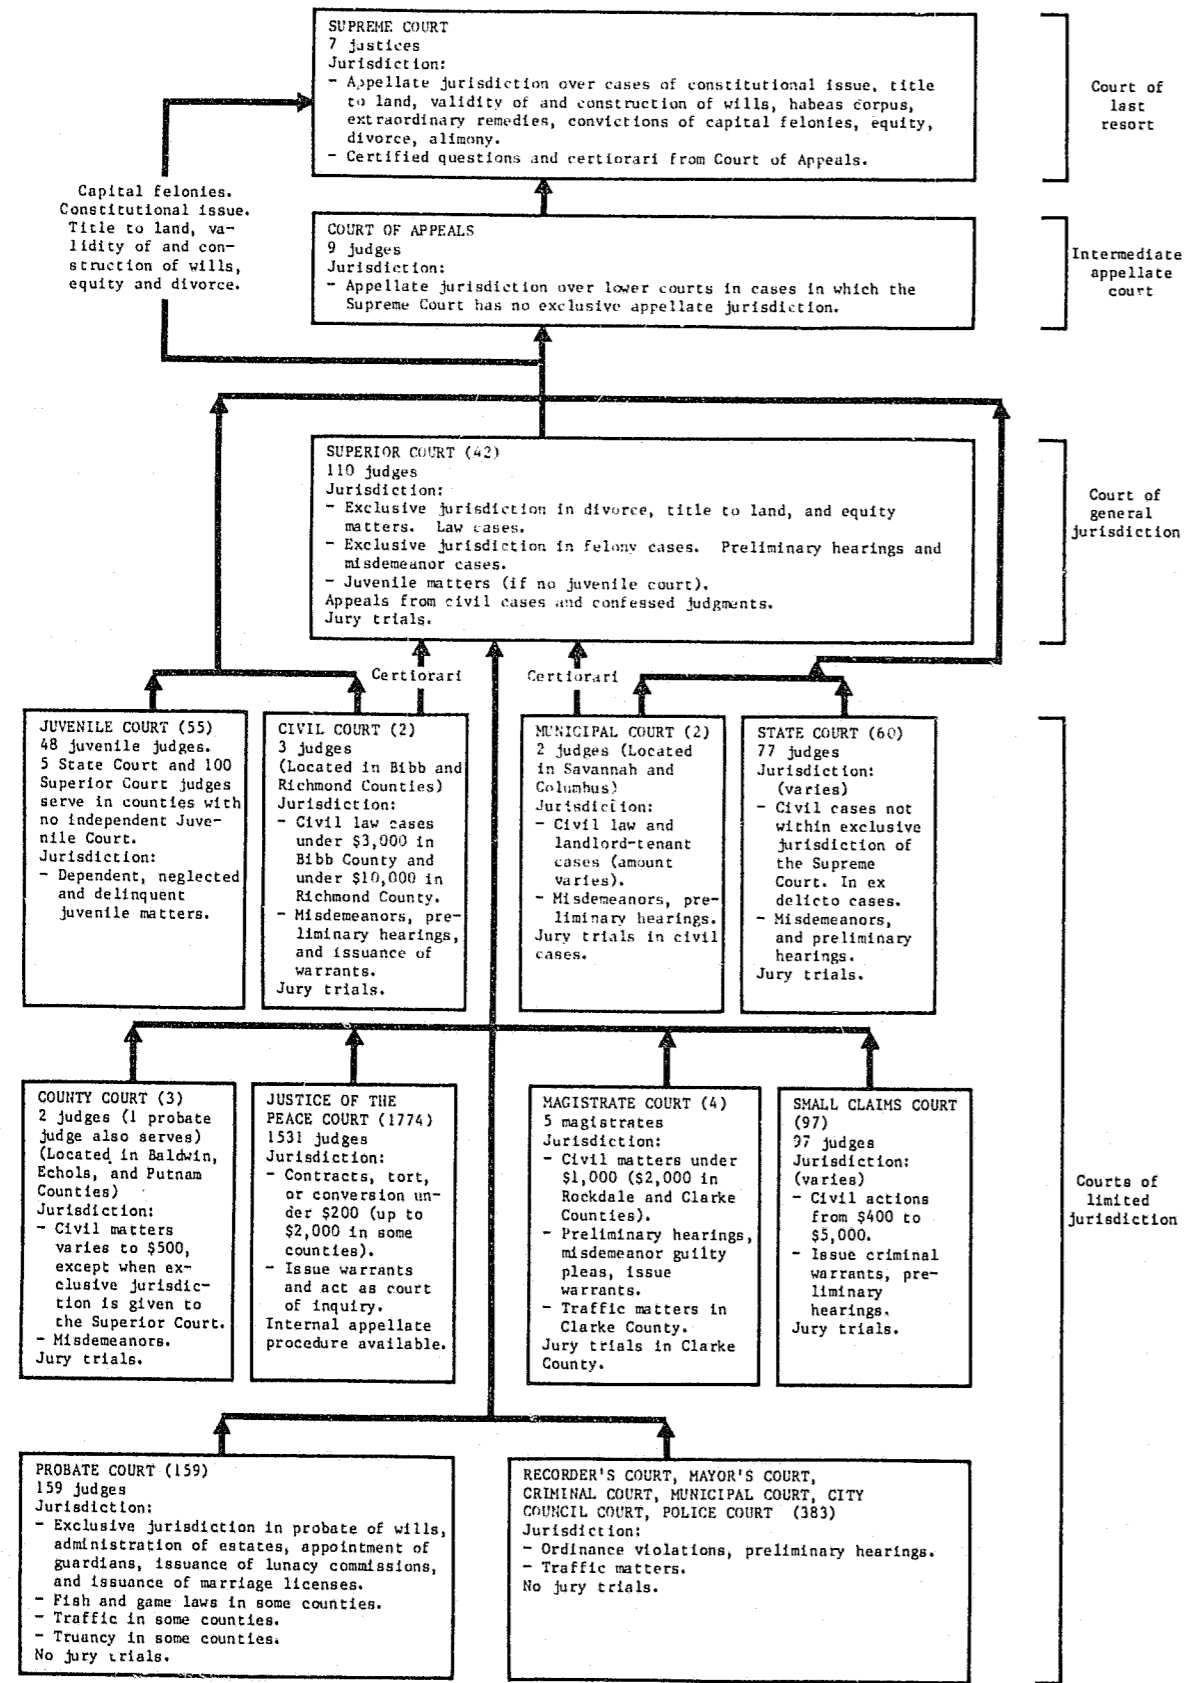 SUPREME COURT
7 justices
Jurisdiction:
- Appellate jurisdiction over cases of constitutional issue, title
to land, validity of and construction of wills, habeas corpus,
extraordinary remedies, convictions of capital felonies, equity,
divorce, alimony.
- Certified questions and certiorari from Court of Appeals.
Court of
last
resort
Capital felonies.
Constitutional issue.
Title to land, va-
lidity of and con-
struction of wills,
equity and divorce.
COURT OF APPEALS
9 judges
Jurisdiction:
- Appellate jurisdiction over lower courts in cases in which the
Supreme Court has no exclusive appellate jurisdiction.
Intermediate
appellate
court
SUPERIOR COURT (42)
110 judges
Jurisdiction:
- Exclusive jurisdiction in divorce, title to land, and equity
matters. Law cases.
- Exclusive jurisdiction in felony cases. Preliminary hearings and
misdemeanor cases.
- Juvenile matters (if no juvenile court).
Appeals from civil cases and confessed judgments.
Jury trials.
Court of
general
jurisdiction
Certiorari
Certiorari
JUVENILE COURT (55)
48 juvenile judges.
5 State Court and 100
Superior Court judges
serve in counties with
no independent Juve-
nile Court.
Jurisdiction:
- Dependent, neglected
and delinquent
juvenile matters.
CIVIL COURT (2)
3 judges
(Located in Bibb and
Richmond Counties)
Jurisdiction:
- Civil law cases
under $3,000 in
Bibb County and
under $10,000 in
Richmond County.
- Misdemeanors, pre-
liminary hearings,
and issuance of
warrants.
Jury trials.
MUNICIPAL COURT (2)
2 judges (Located
in Savannah and
Columbus)
Jurisdiction:
- Civil law and
landlord-tenant
cases (amount
varies).
- Misdemeanors, pre-
liminary hearings.
Jury trials in civil
cases.
STATE COURT (60)
77 judges
Jurisdiction:
(varies)
- Civil cases not
within exclusive
jurisdiction of
the Supreme
Court. In ex
delicto cases.
- Misdemeanors,
and preliminary
hearings.
Jury trials.
COUNTY COURT (3)
2 judges (1 probate
judge also serves)
(Located in Baldwin,
Echols, and Putnam
Counties)
Jurisdiction:
- Civil matters
varies to $500,
except when ex-
clusive jurisdic-
tion is given to
the Superior Court.
- Misdemeanors.
Jury trials.
JUSTICE OF THE
PEACE COURT (1774)
1531 judges
Jurisdiction:
- Contracts, tort,
or conversion un-
der $200 (up to
$2,000 in some
counties).
- Issue warrants
and act as court
of inquiry.
Internal appellate
procedure available.
MAGISTRATE COURT (4)
5 magistrates
Jurisdiction:
- Civil matters under
$1,000 ($2,000 in
Rockdale and Clarke
Counties).
- Preliminary hearings,
misdemeanor guilty
pleas, issue
warrants.
- Traffic matters in
Clarke County.
Jury trials in Clarke
County.
SMALL CLAIMS COURT
(97)
97 judges
Jurisdiction:
(varies)
- Civil actions
from $400 to
$5,000.
- Issue criminal
warrants, pre-
liminary
hearings.
Jury trials.
Courts of
limited
jurisdiction
PROBATE COURT (159)
159 judges
Jurisdiction:
- Exclusive jurisdiction in probate of wills,
administration of estates, appointment of
guardians, issuance of lunacy commissions,
and issuance of marriage licenses.
- Fish and game laws in some counties.
- Traffic in some counties.
- Truancy in some counties.
No jury trials.
RECORDER'S COURT, MAYOR'S COURT,
CRIMINAL COURT, MUNICIPAL COURT, CITY
COUNCIL COURT, POLICE COURT (383)
Jurisdiction:
- Ordinance violations, preliminary hearings.
- Traffic matters.
No jury trials.